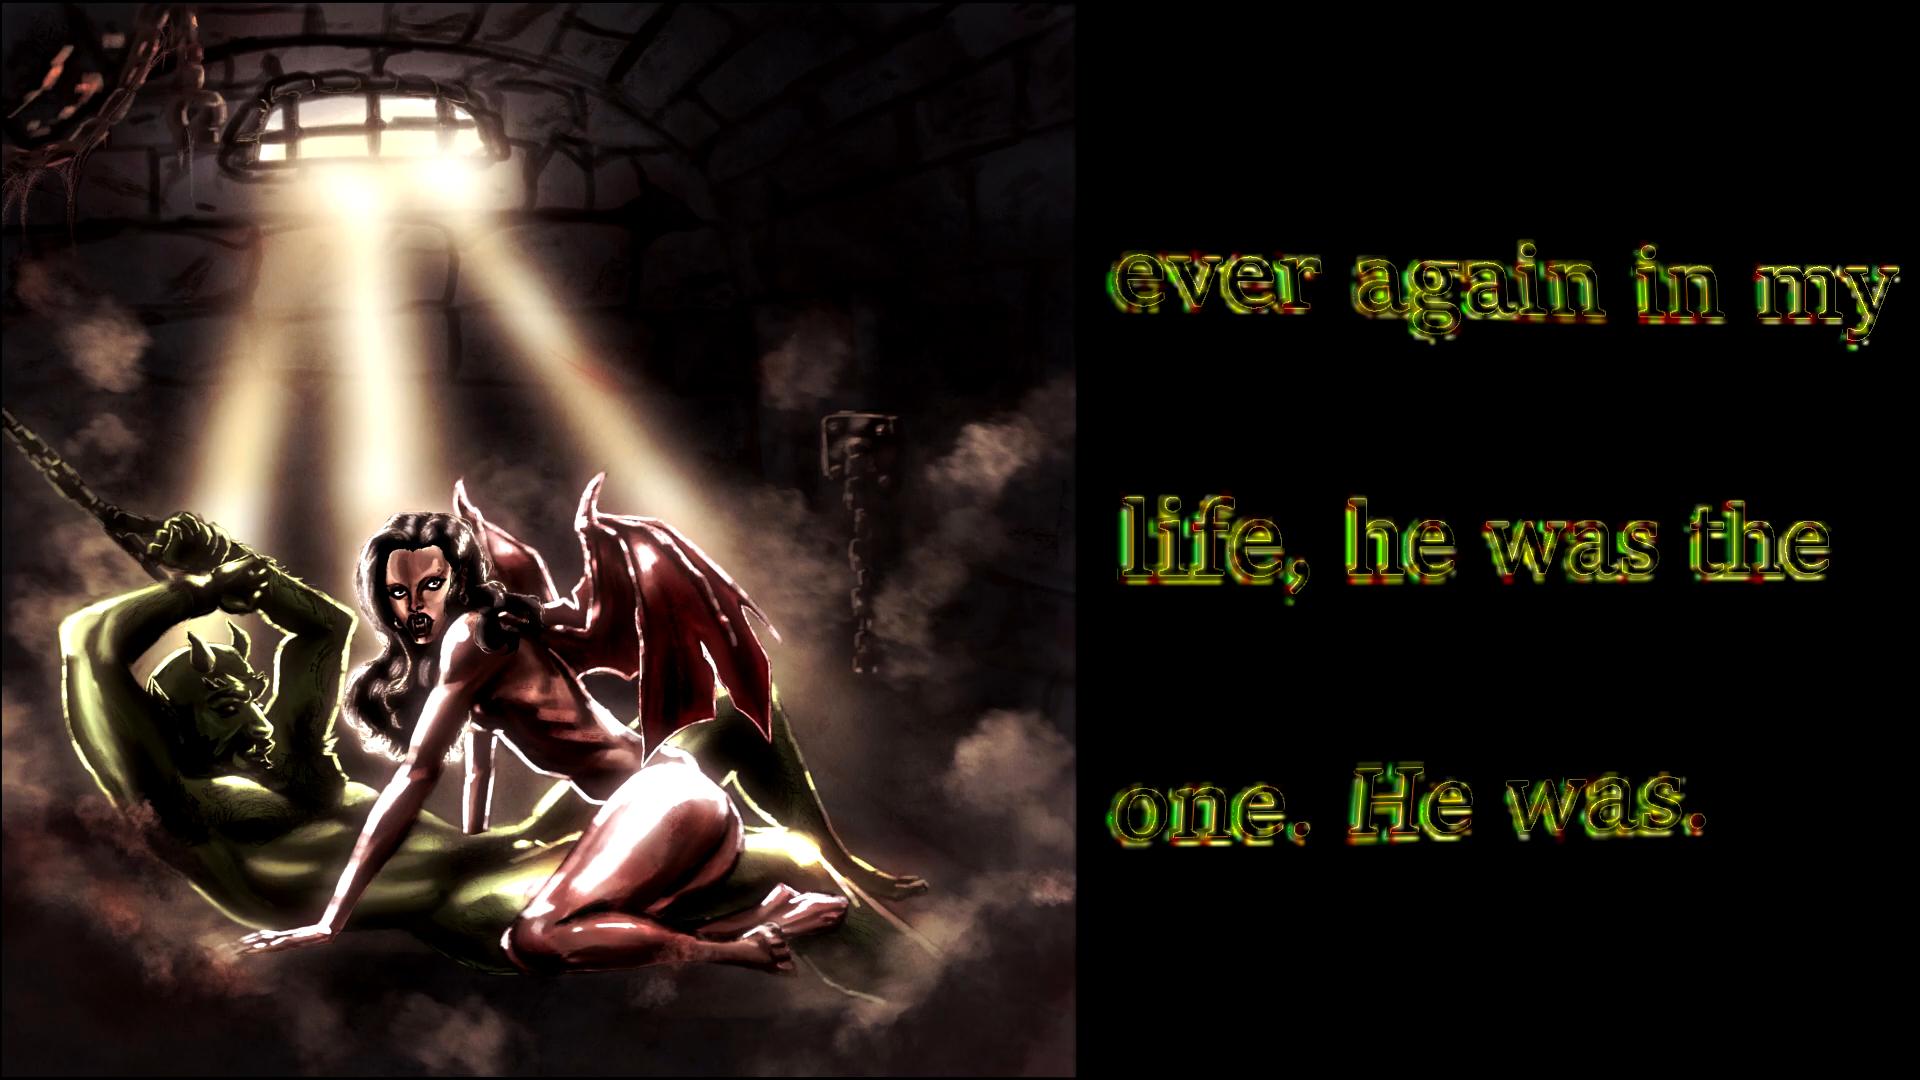 ever again in my
life, he was the
one. He was.